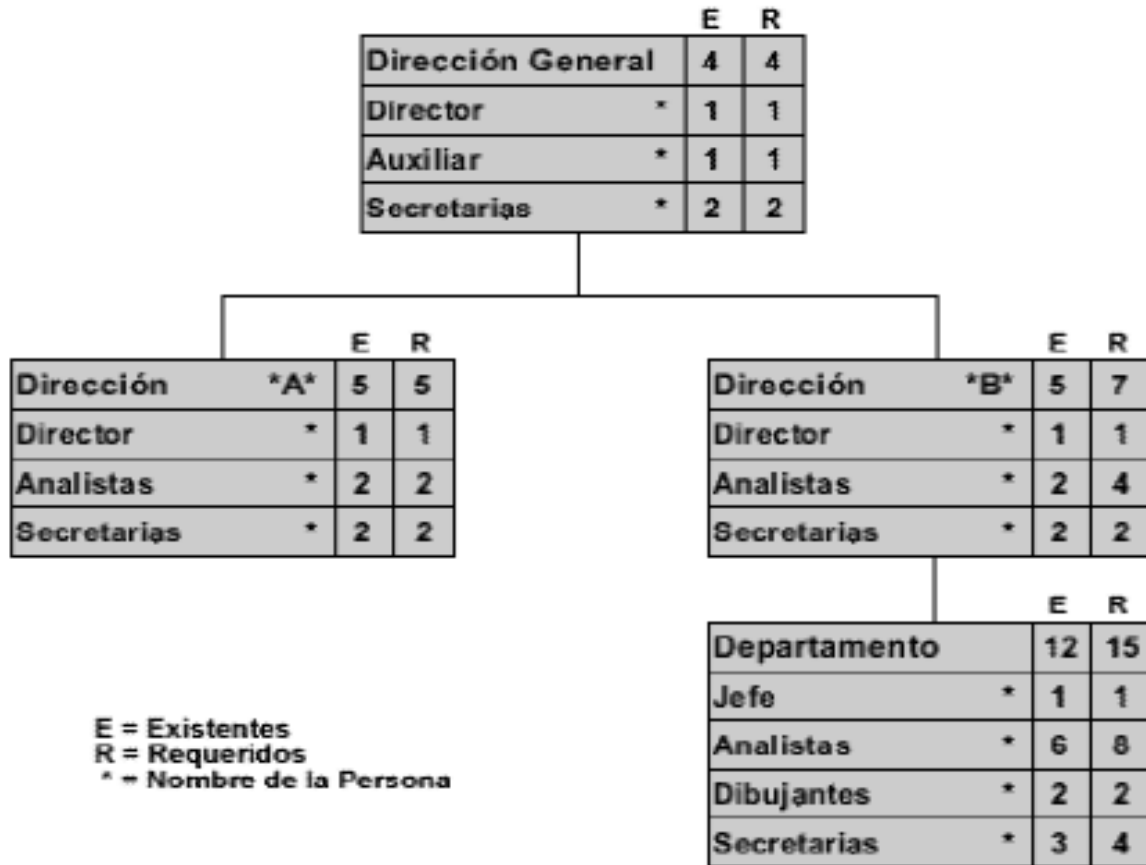 E R
Dirección General 4 4
Director * 1 1
Auxiliar * 1 1
Secretarias * 2 2
E R
Dirección *A* 5 5
Director * 1 1
Analistas * 2 2
Secretarias * 2 2
E R
Dirección *B* 5 7
Director * 1 1
Analistas * 2 4
Secretarias * 2 2
E R
Departamento 12 15
Jefe * 1 1
Analistas * 6 8
Dibujantes * 2 2
Secretarias * 3 4
E = Existentes
R = Requeridos
* = Nombre de la Persona